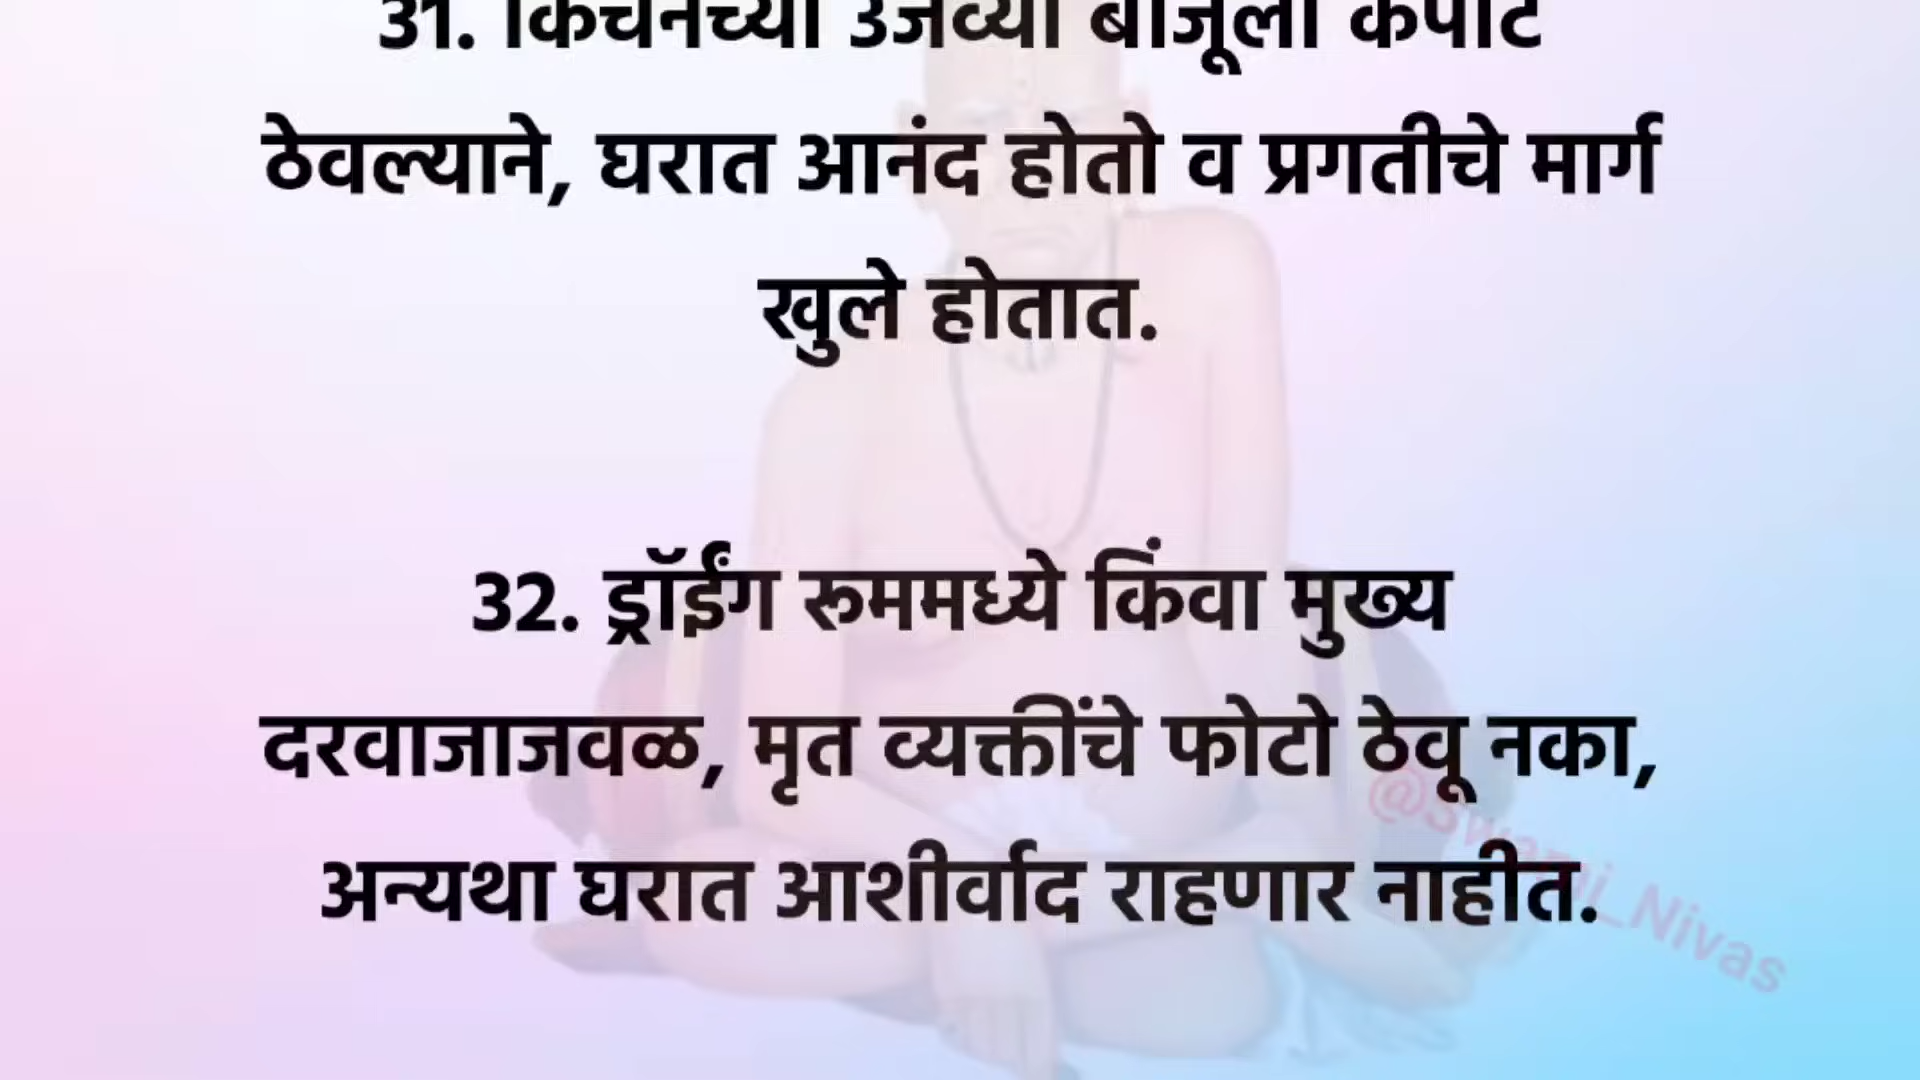 31. किचनच्या उजव्या बाजूला कपाट
ठेवल्याने, घरात आनंद होतो व प्रगतीचे मार्ग
खुले होतात.
32. ड्रॉईंग रूममध्ये किंवा मुख्य
दरवाजाजवळ, मृत व्यक्तींचे फोटो ठेवू नका,
अन्यथा घरात आशीर्वाद राहणार नाहीत.
@Swami_Nivas